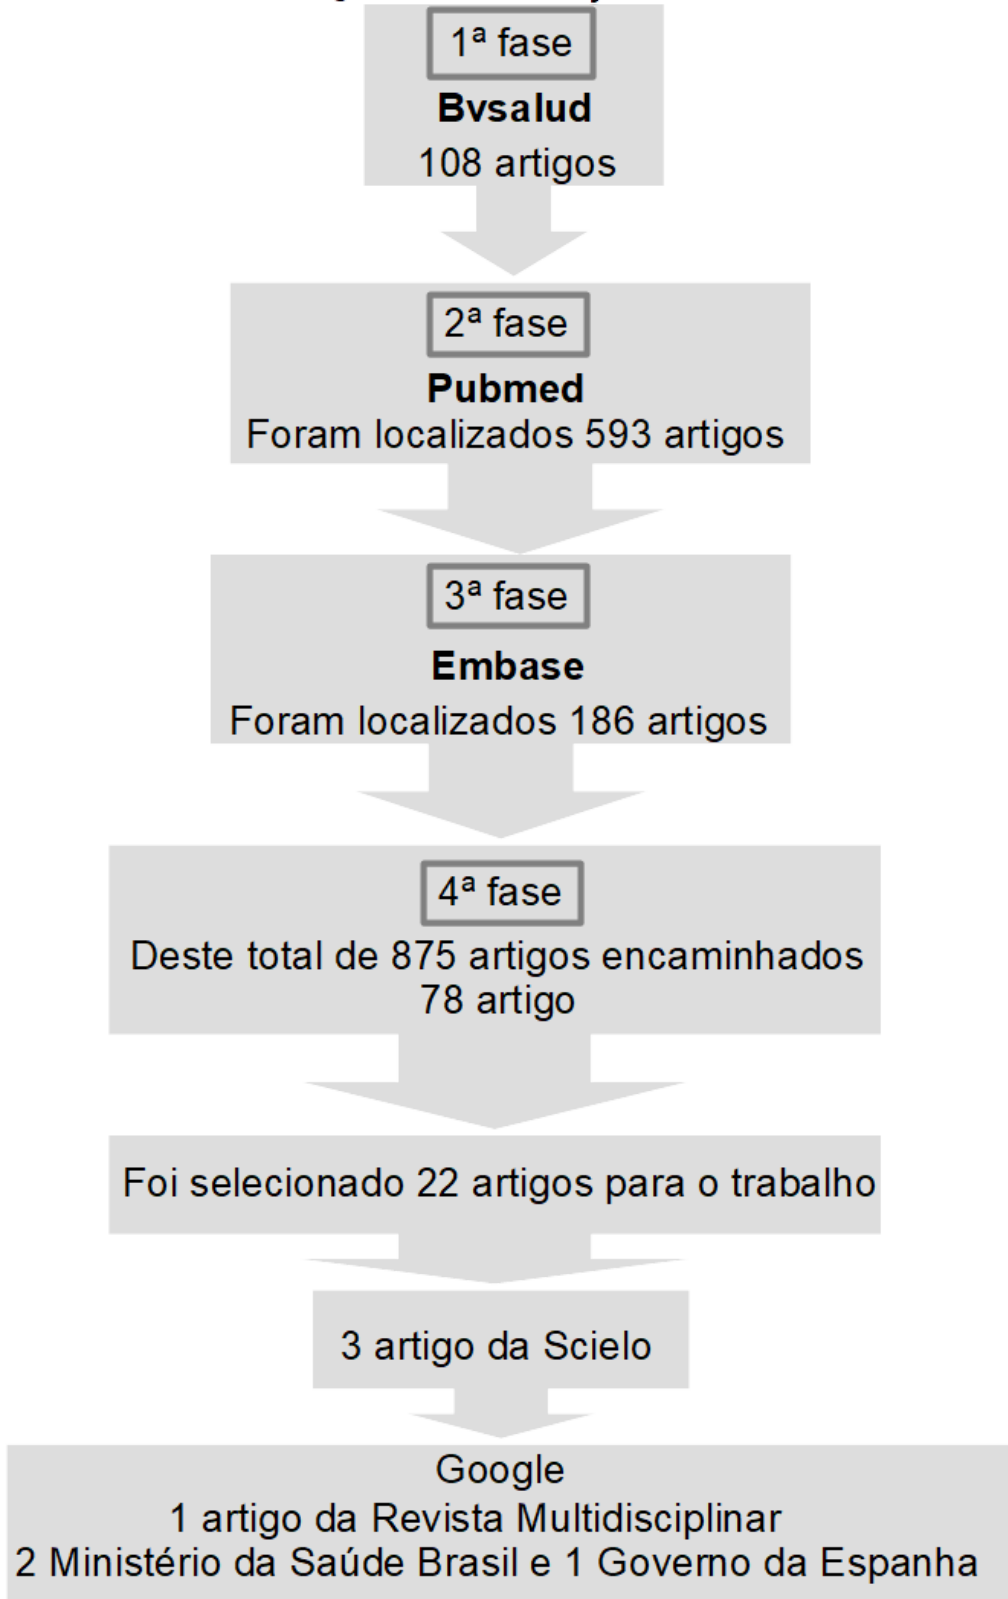 1ª fase
Bvsalud
108 artigos
2ª fase
Pubmed
Foram localizados 593 artigos
3ª fase
Embase
Foram localizados 186 artigos
4ª fase
Deste total de 875 artigos encaminhados
78 artigo
Foi selecionado 22 artigos para o trabalho
3 artigo da Scielo
Google
1 artigo da Revista Multidisciplinar
2 Ministério da Saúde Brasil e 1 Governo da Espanha